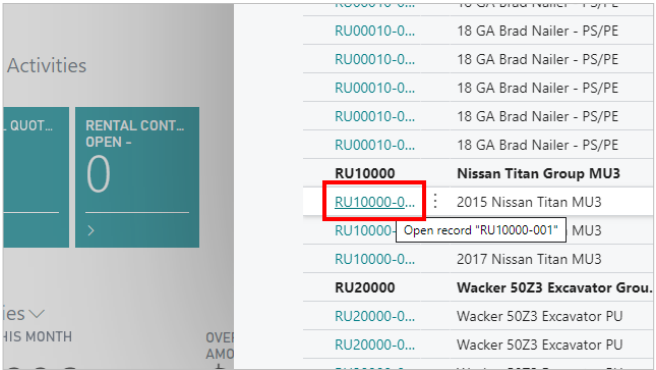 Activities
L QUOT...
RENTAL CONT...
OPEN -
0
>
ies
HIS MONTH
OVE
AMO
RU00010-0... 18 GA Brad Nailer - PS/PE
RU00010-0... 18 GA Brad Nailer - PS/PE
RU00010-0... 18 GA Brad Nailer - PS/PE
RU00010-0... 18 GA Brad Nailer - PS/PE
RU00010-0... 18 GA Brad Nailer - PS/PE
RU10000 Nissan Titan Group MU3
RU10000-0... 2015 Nissan Titan MU3
RU10000- Open record "RU10000-001" MU3
RU10000-0... 2017 Nissan Titan MU3
RU20000 Wacker 50Z3 Excavator Grou.
RU20000-0... Wacker 50Z3 Excavator PU
RU20000-0... Wacker 50Z3 Excavator PU